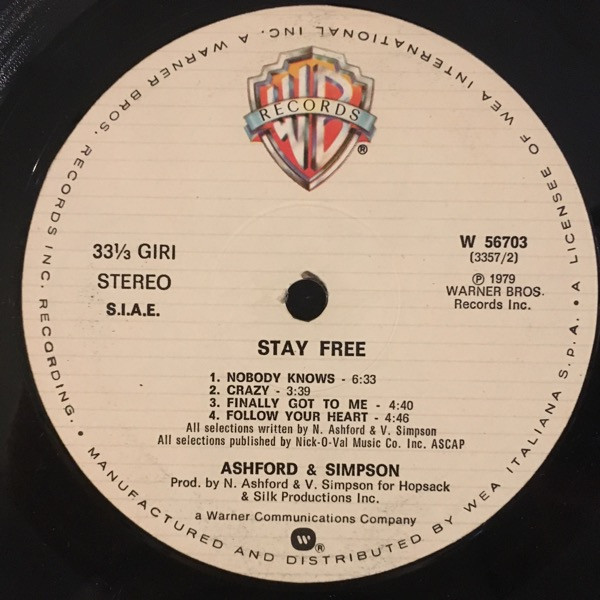 A WARNER BROS. RECORDS INC. RECORDING. • MANUFACTURED AND DISTRIBUTED BY WEA ITALIANA S.P.A. • A LICENSEE OF WEA INTERNATIONAL INC.
WB
RECORDS
®
33⅓ GIRI
STEREO
S.I.A.E.
W 56703
(3357/2)
℗ 1979
WARNER BROS.
Records Inc.
STAY FREE
1. NOBODY KNOWS - 6:33
2. CRAZY - 3:39
3. FINALLY GOT TO ME - 4:40
4. FOLLOW YOUR HEART - 4:46
All selections written by N. Ashford & V. Simpson
All selections published by Nick-O-Val Music Co. Inc. ASCAP
ASHFORD & SIMPSON
Prod. by N. Ashford & V. Simpson for Hopsack
& Silk Productions Inc.
a Warner Communications Company
W ®